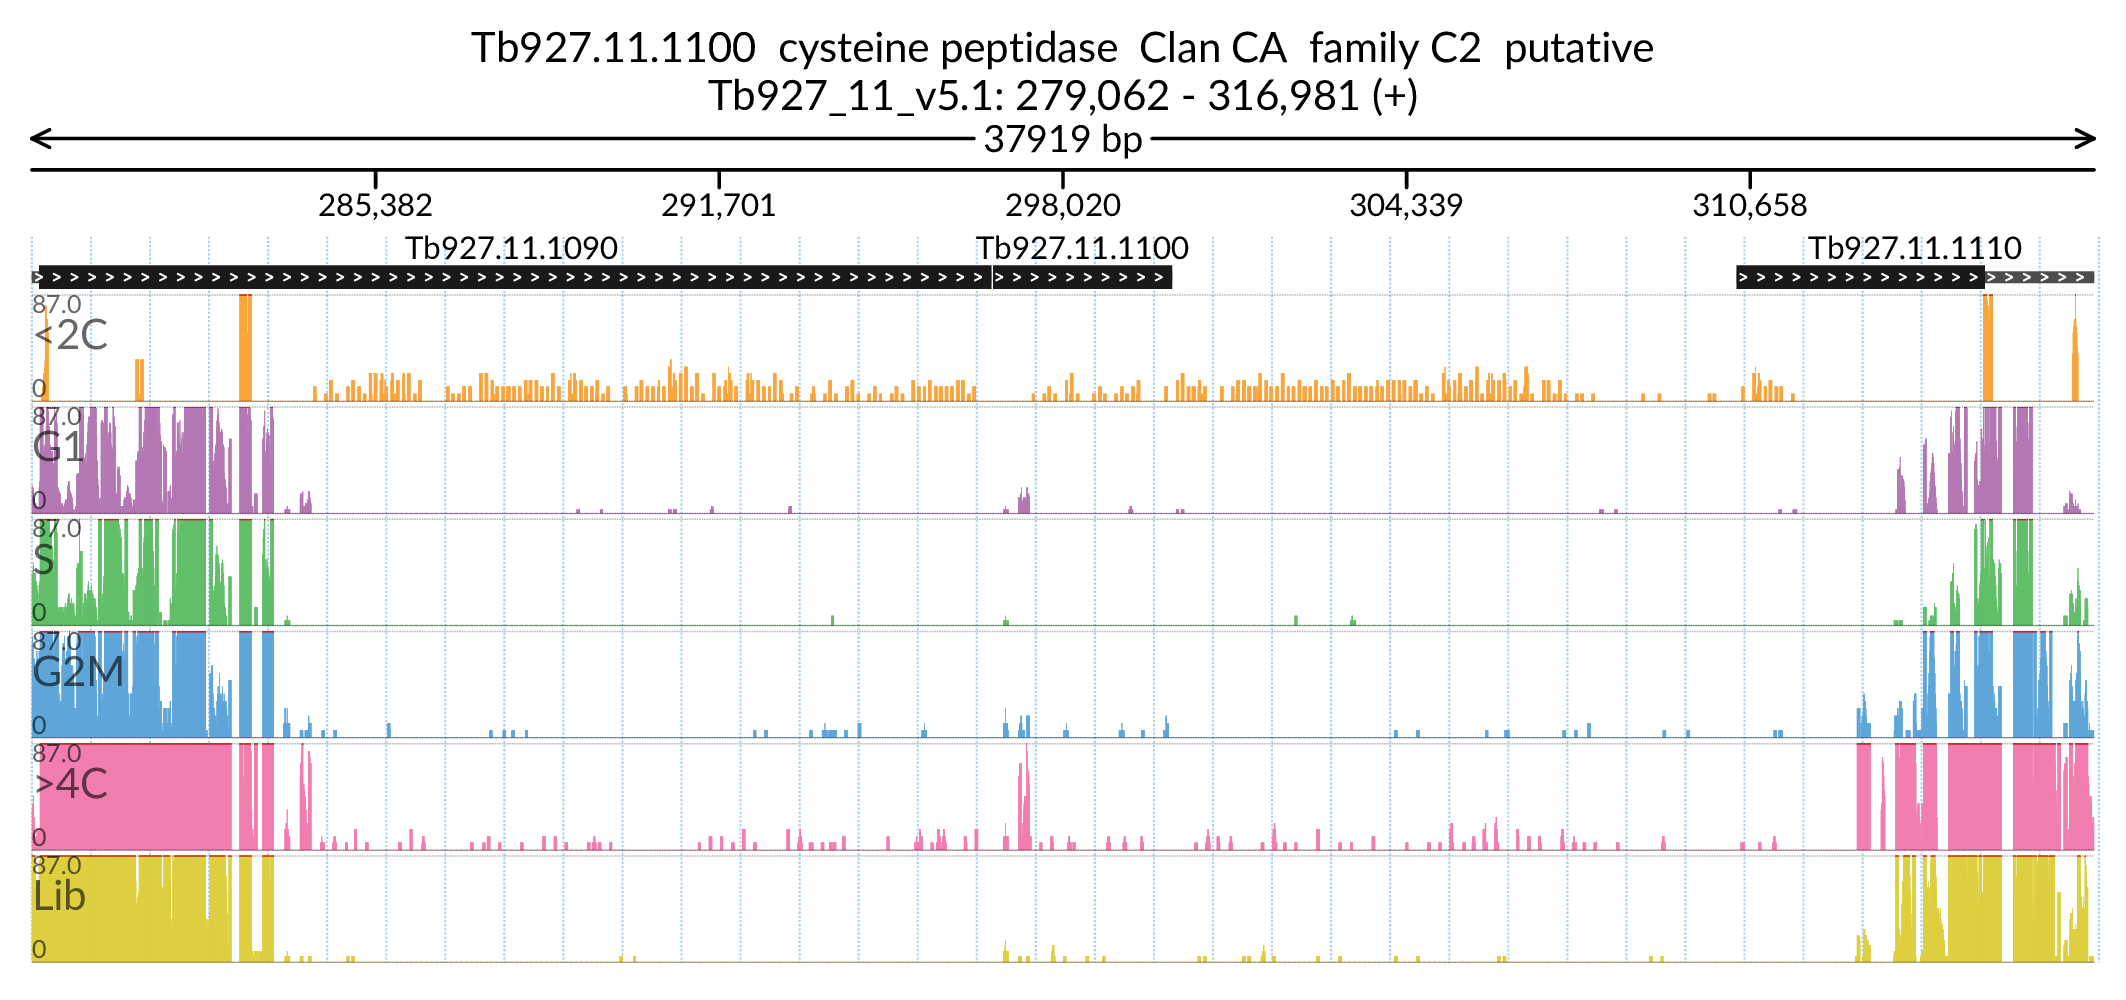 Tb927.11.1100 cysteine peptidase Clan CA family C2 putative
Tb927_11_v5.1: 279,062 - 316,981 (+)
37919 bp
285,382 291,701 298,020 304,339 310,658
Tb927.11.1090 Tb927.11.1100 Tb927.11.1110
87.0
<2C
0
87.0
G1
0
87.0
S
0
87.0
G2M
0
87.0
>4C
0
87.0
Lib
0